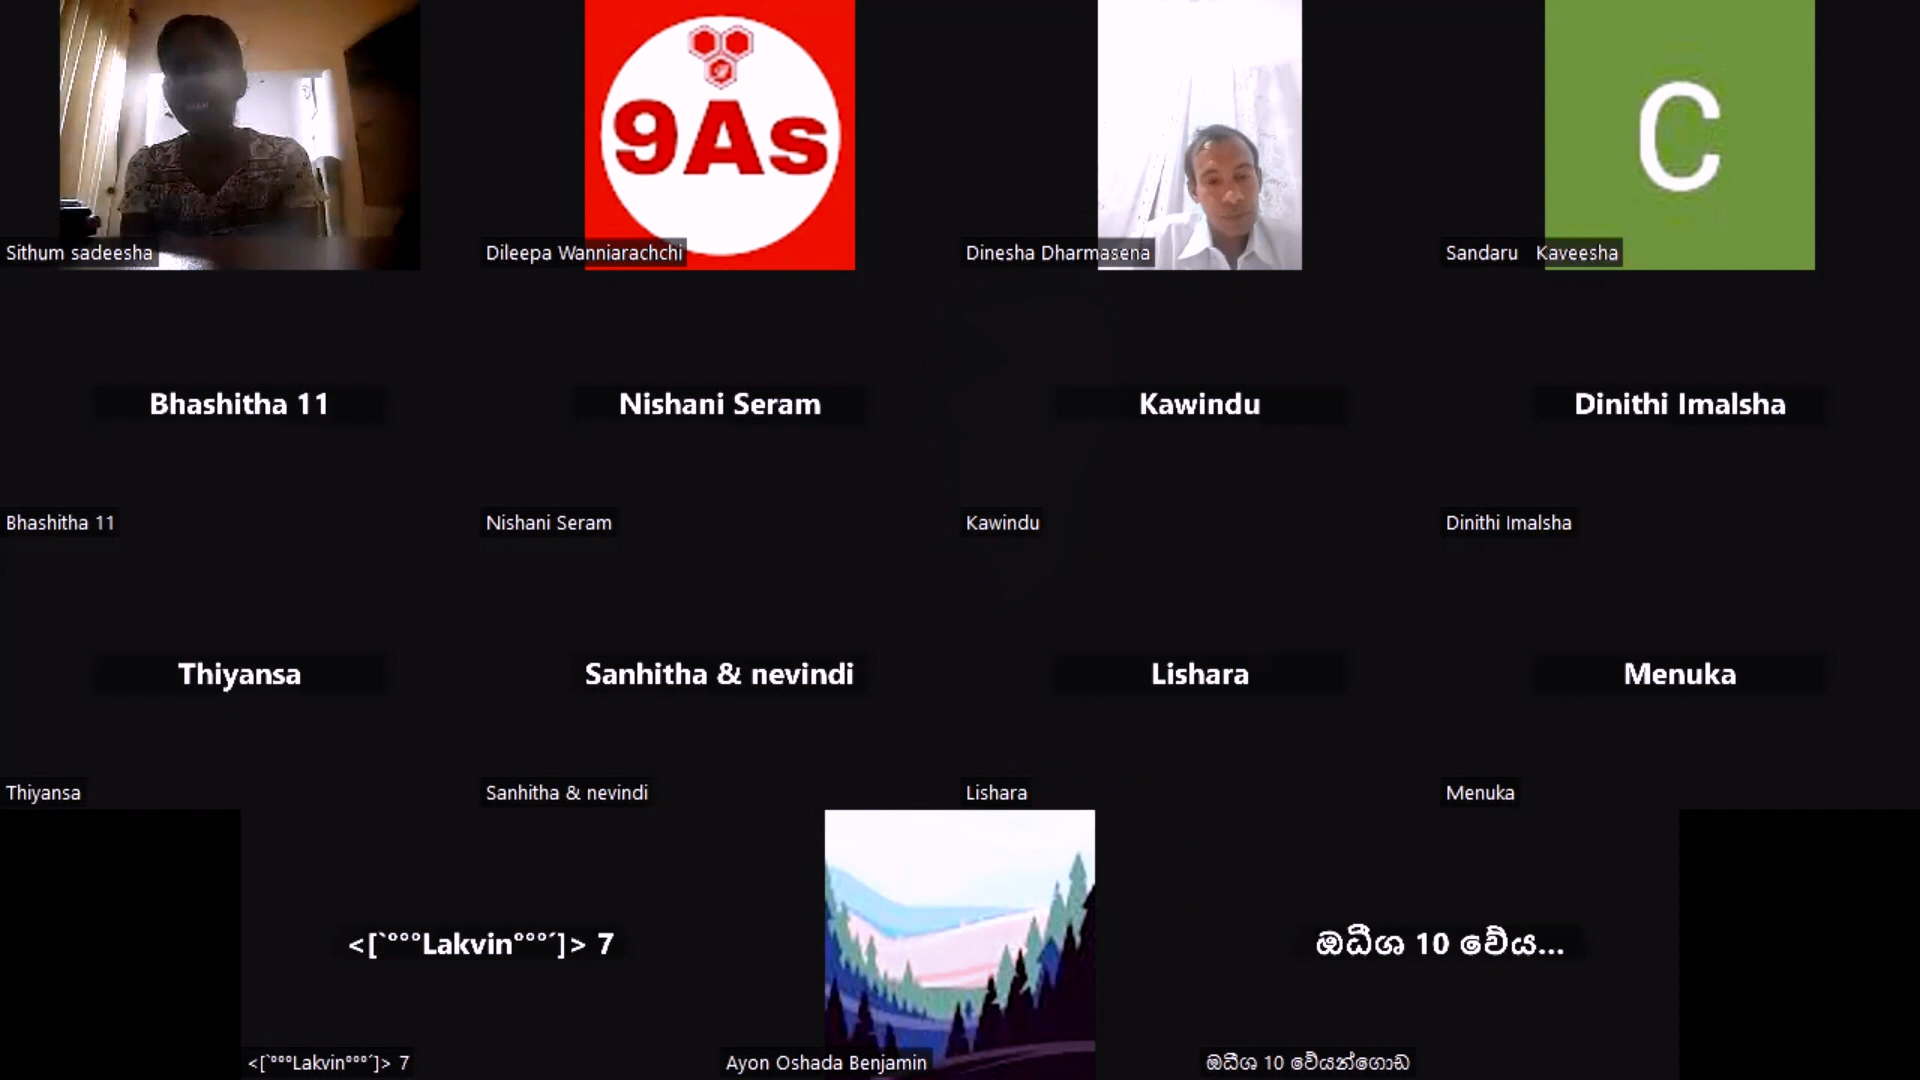 9As
C
Sithum sadeesha
Dileepa Wanniarachchi
Dinesha Dharmasena
Sandaru Kaveesha
Bhashitha 11
Nishani Seram
Kawindu
Dinithi Imalsha
Bhashitha 11
Nishani Seram
Kawindu
Dinithi Imalsha
Thiyansa
Sanhitha & nevindi
Lishara
Menuka
Thiyansa
Sanhitha & nevindi
Lishara
Menuka
<[`°°°Lakvin°°°´]> 7
ඔධීශ 10 වේය...
<[`°°°Lakvin°°°´]> 7
Ayon Oshada Benjamin
ඔධීශ 10 වේයන්ගොඩ